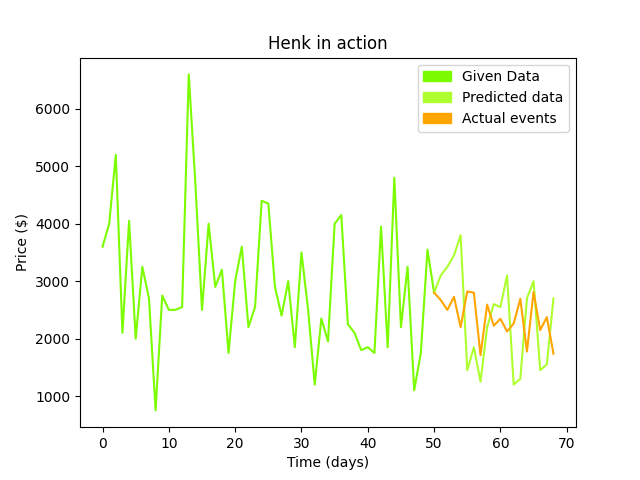 Henk in action
Given Data
Predicted data
Actual events
Price ($)
6000
5000
4000
3000
2000
1000
0 10 20 30 40 50 60 70
Time (days)